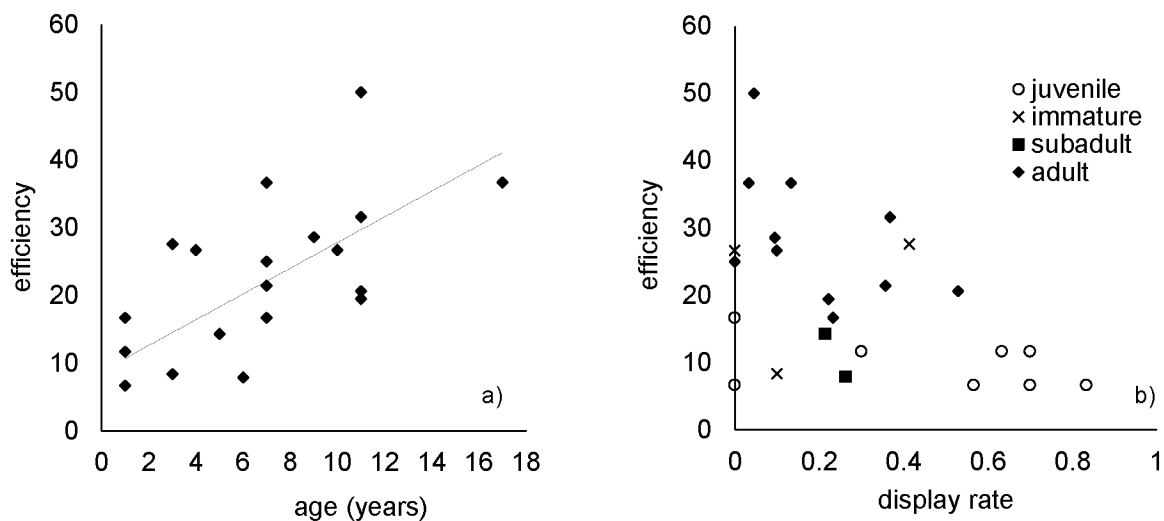 60
50
40
30
20
10
0
efficiency
0 2 4 6 8 10 12 14 16 18
age (years)
a)
60
50
40
30
20
10
0
efficiency
juvenile
immature
subadult
adult
0 0.2 0.4 0.6 0.8 1
display rate
b)